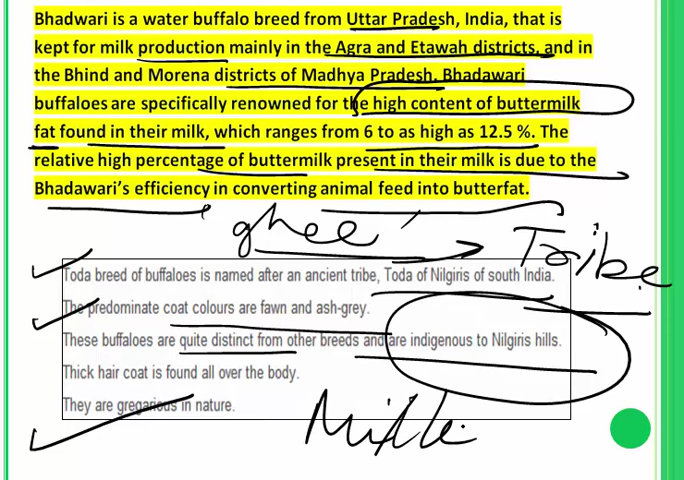 Bhadwari is a water buffalo breed from Uttar Pradesh, India, that is
kept for milk production mainly in the Agra and Etawah districts, and in
the Bhind and Morena districts of Madhya Pradesh. Bhadawari
buffaloes are specifically renowned for the high content of buttermilk
fat found in their milk, which ranges from 6 to as high as 12.5 %. The
relative high percentage of buttermilk present in their milk is due to the
Bhadawari's efficiency in converting animal feed into butterfat.
'ghee'
Tribe
Toda breed of buffaloes is named after an ancient tribe, Toda of Nilgiris of south India.
The predominate coat colours are fawn and ash-grey.
These buffaloes are quite distinct from other breeds and are indigenous to Nilgiris hills.
Thick hair coat is found all over the body.
They are gregarious in nature.
Milk